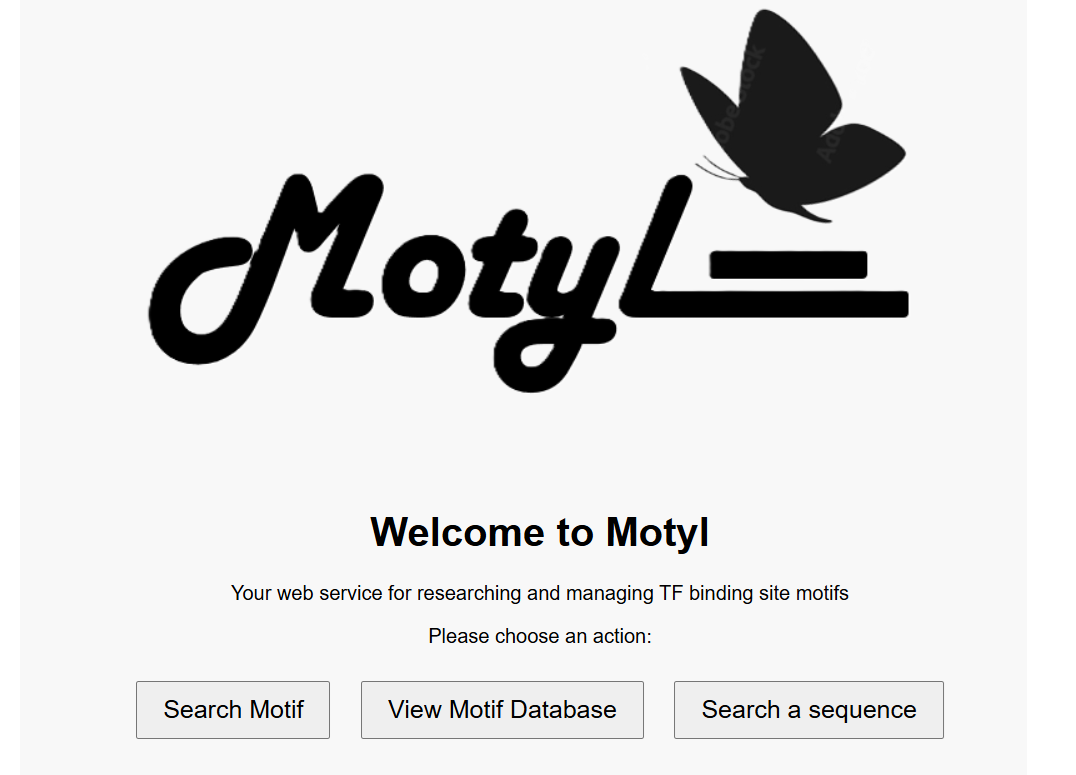 Motyl
Welcome to Motyl
Your web service for researching and managing TF binding site motifs
Please choose an action:
Search Motif
View Motif Database
Search a sequence